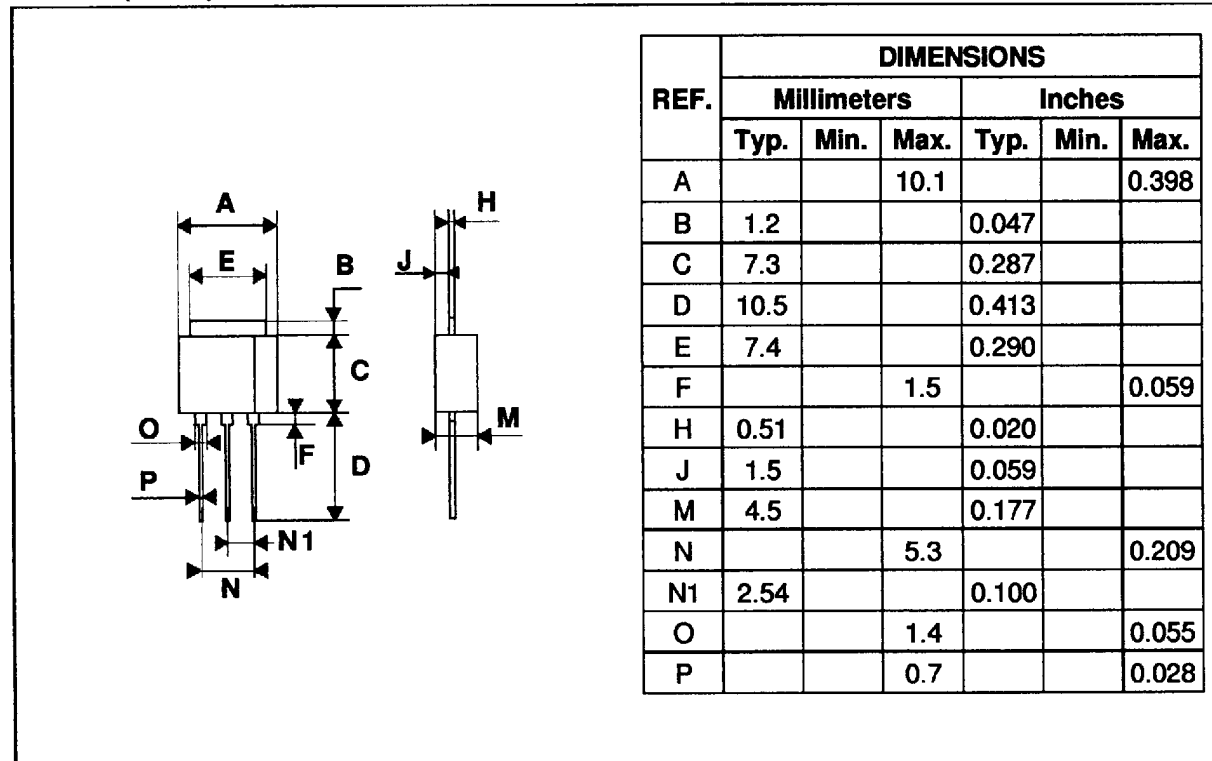 A
H
E
B
J
C
O
M
F
D
P
N1
N
DIMENSIONS
REF. Millimeters Inches
Typ. Min. Max. Typ. Min. Max.
A 10.1 0.398
B 1.2 0.047
C 7.3 0.287
D 10.5 0.413
E 7.4 0.290
F 1.5 0.059
H 0.51 0.020
J 1.5 0.059
M 4.5 0.177
N 5.3 0.209
N1 2.54 0.100
O 1.4 0.055
P 0.7 0.028